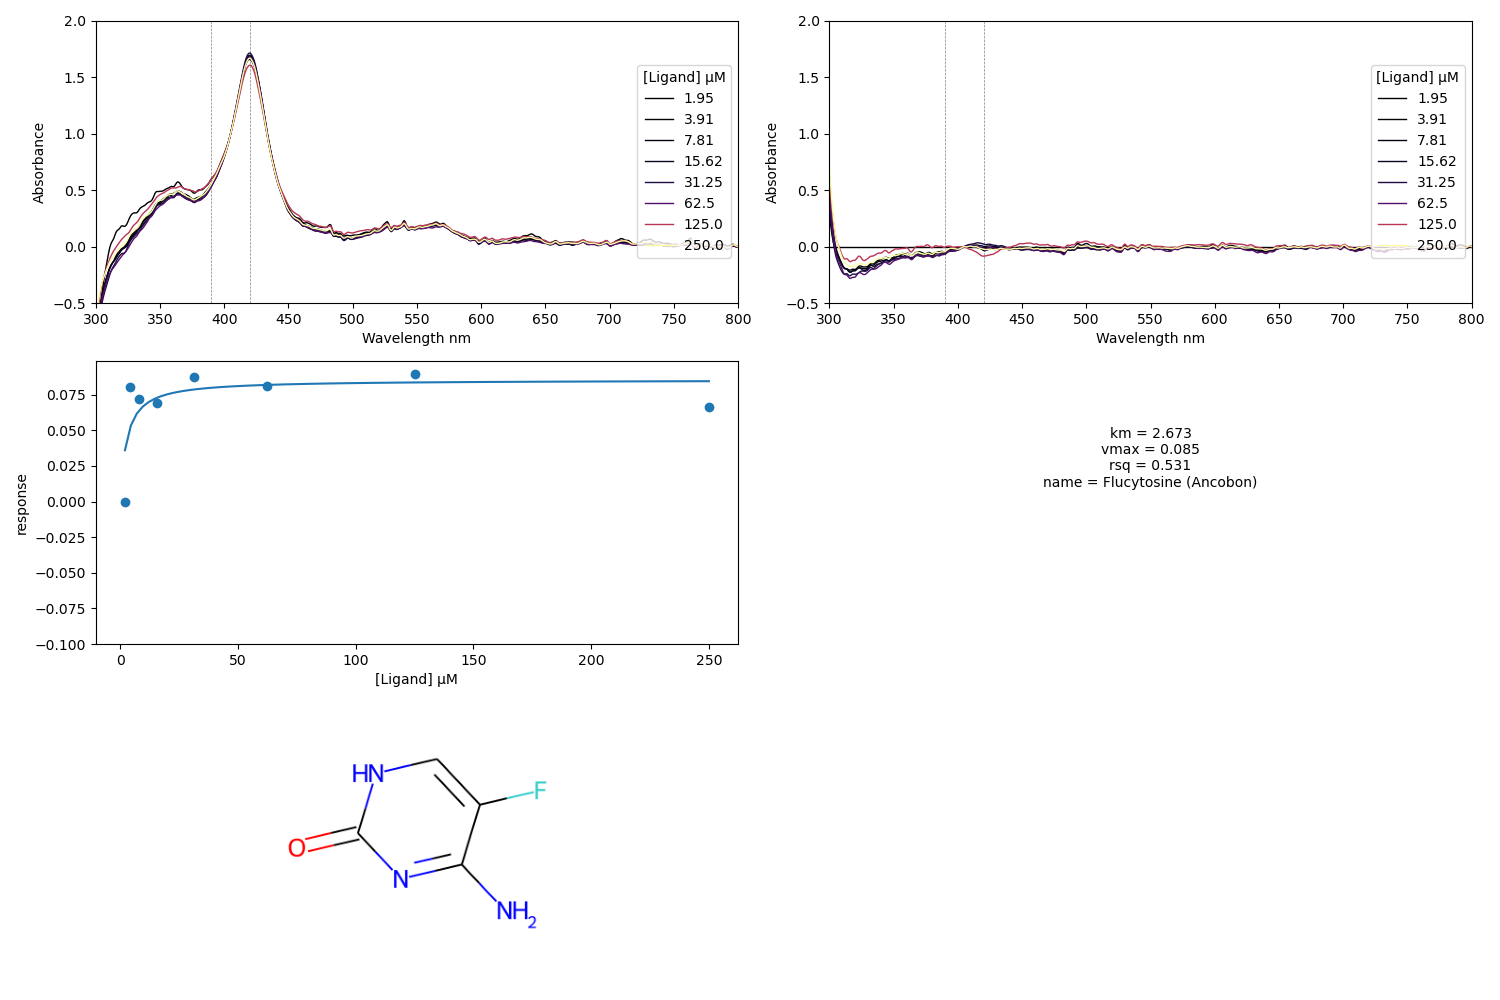 2.0
1.5
1.0
0.5
0.0
−0.5
Absorbance
300 350 400 450 500 550 600 650 700 750 800
Wavelength nm
[Ligand] μM
1.95
3.91
7.81
15.62
31.25
62.5
125.0
250.0
2.0
1.5
1.0
0.5
0.0
−0.5
Absorbance
300 350 400 450 500 550 600 650 700 750 800
Wavelength nm
[Ligand] μM
1.95
3.91
7.81
15.62
31.25
62.5
125.0
250.0
0.075
0.050
0.025
0.000
−0.025
−0.050
−0.075
−0.100
response
0 50 100 150 200 250
[Ligand] μM
km = 2.673
vmax = 0.085
rsq = 0.531
name = Flucytosine (Ancobon)
HN
F
O
N
NH2